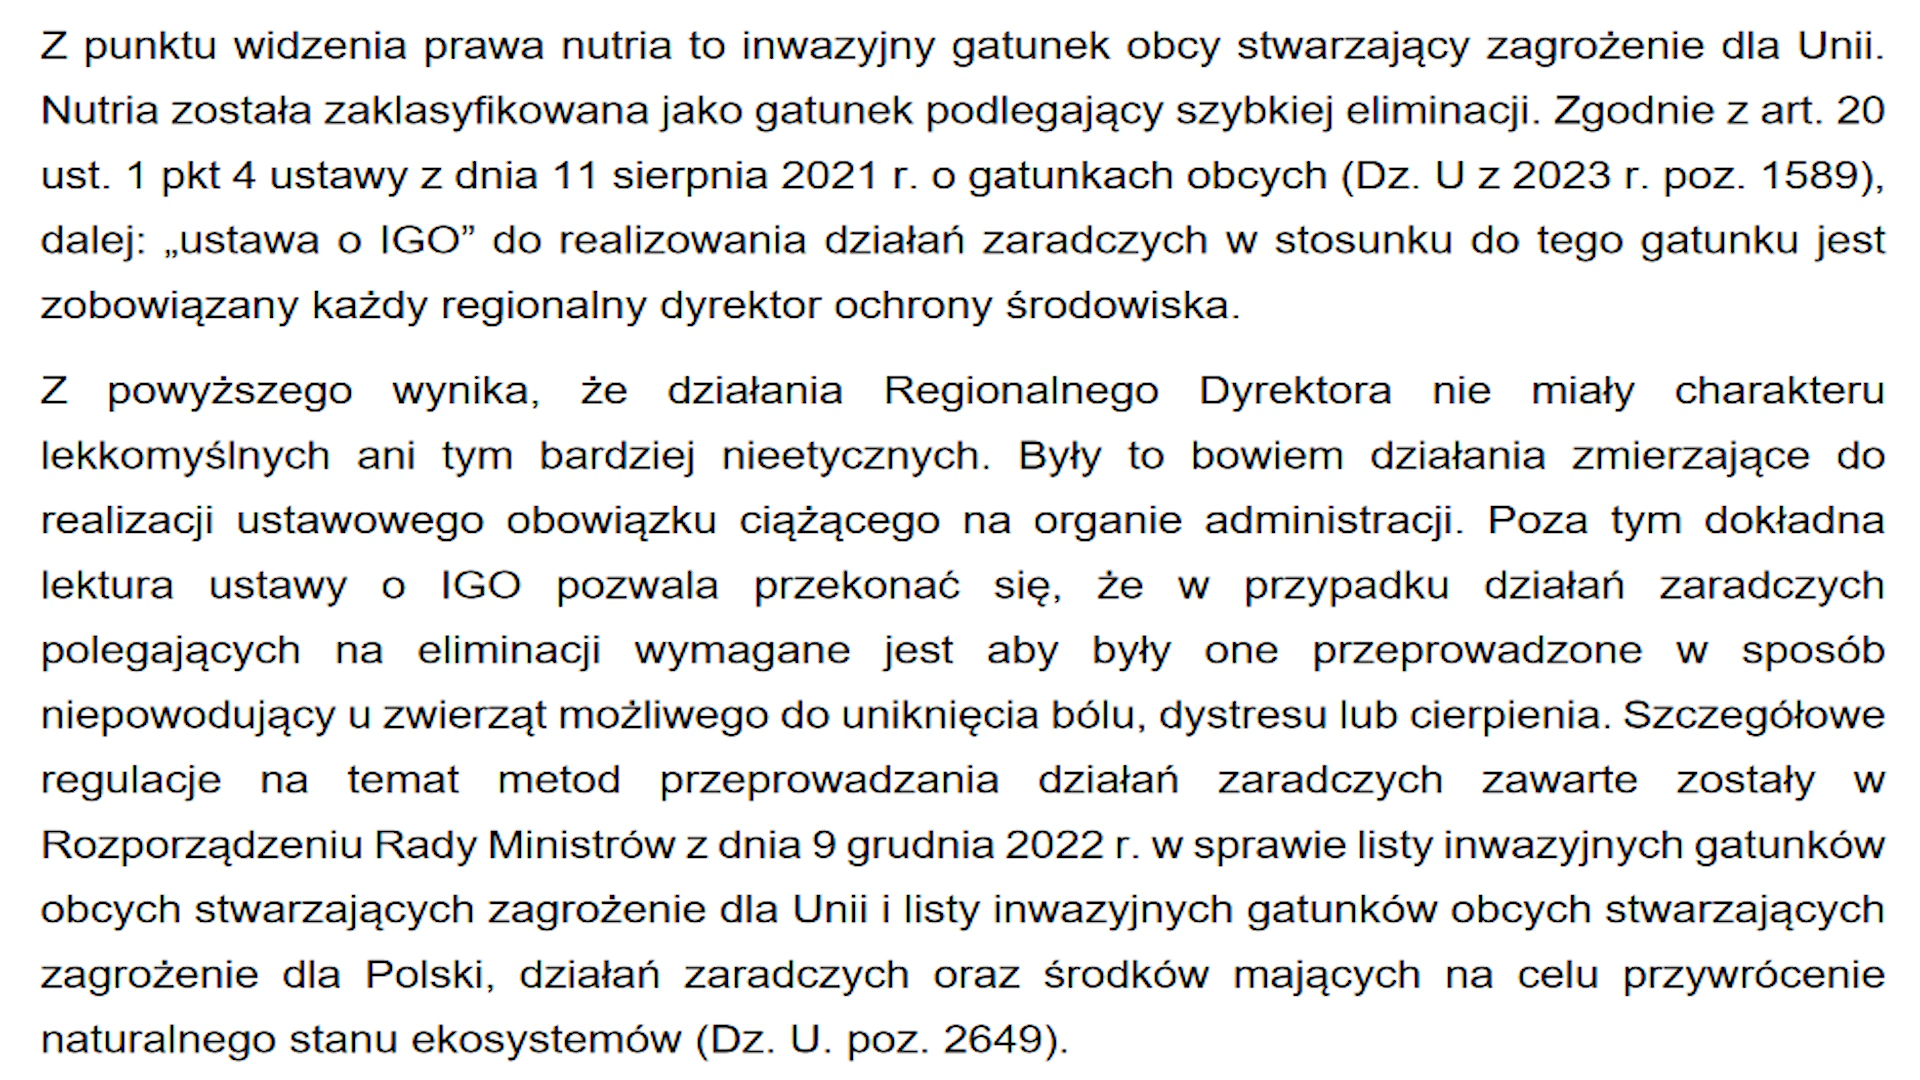 Z punktu widzenia prawa nutria to inwazyjny gatunek obcy stwarzający zagrożenie dla Unii.
Nutria została zaklasyfikowana jako gatunek podlegający szybkiej eliminacji. Zgodnie z art. 20
ust. 1 pkt 4 ustawy z dnia 11 sierpnia 2021 r. o gatunkach obcych (Dz. U z 2023 r. poz. 1589),
dalej: „ustawa o IGO” do realizowania działań zaradczych w stosunku do tego gatunku jest
zobowiązany każdy regionalny dyrektor ochrony środowiska.
Z powyższego wynika, że działania Regionalnego Dyrektora nie miały charakteru
lekkomyślnych ani tym bardziej nieetycznych. Były to bowiem działania zmierzające do
realizacji ustawowego obowiązku ciążącego na organie administracji. Poza tym dokładna
lektura ustawy o IGO pozwala przekonać się, że w przypadku działań zaradczych
polegających na eliminacji wymagane jest aby były one przeprowadzone w sposób
niepowodujący u zwierząt możliwego do uniknięcia bólu, dystresu lub cierpienia. Szczegółowe
regulacje na temat metod przeprowadzania działań zaradczych zawarte zostały w
Rozporządzeniu Rady Ministrów z dnia 9 grudnia 2022 r. w sprawie listy inwazyjnych gatunków
obcych stwarzających zagrożenie dla Unii i listy inwazyjnych gatunków obcych stwarzających
zagrożenie dla Polski, działań zaradczych oraz środków mających na celu przywrócenie
naturalnego stanu ekosystemów (Dz. U. poz. 2649).